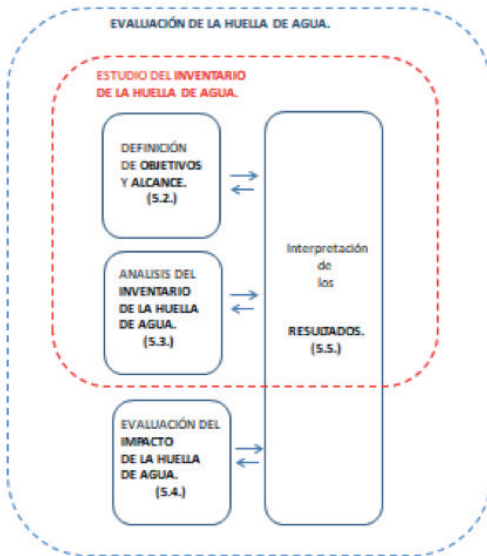 EVALUACIÓN DE LA HUELLA DE AGUA.
ESTUDIO DEL INVENTARIO
DE LA HUELLA DE AGUA.
DEFINICIÓN
DE OBJETIVOS
Y ALCANCE.
(5.2.)
ANALISIS DEL
INVENTARIO
DE LA HUELLA
DE AGUA.
(5.3.)
EVALUACIÓN DEL
IMPACTO
DE LA HUELLA
DE AGUA.
(5.4.)
Interpretación
de
los
RESULTADOS.
(5.5.)